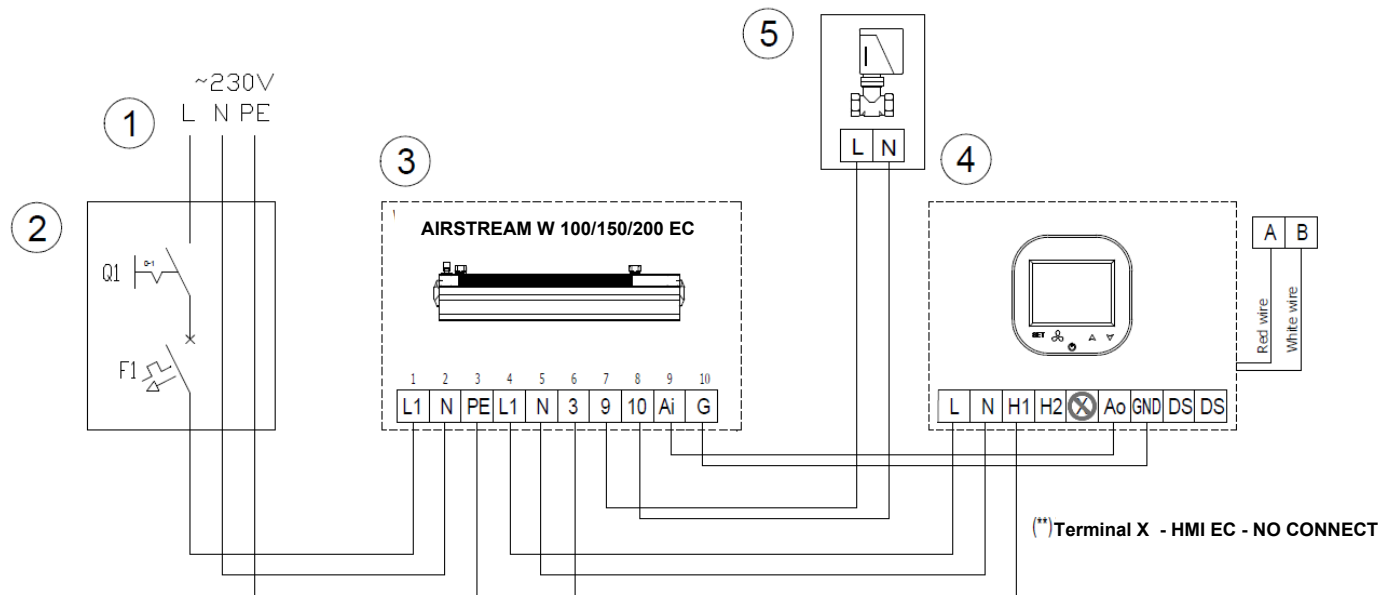 5
~230V
L N PE
1
L N
3
4
2
AIRSTREAM W 100/150/200 EC
A B
Q1
0-1
Red wire
White wire
SET
F1
1 2 3 4 5 6 7 8 9 10
L1 N PE L1 N 3 9 10 Ai G
L N H1 H2 X Ao GND DS DS
(**)Terminal X - HMI EC - NO CONNECT